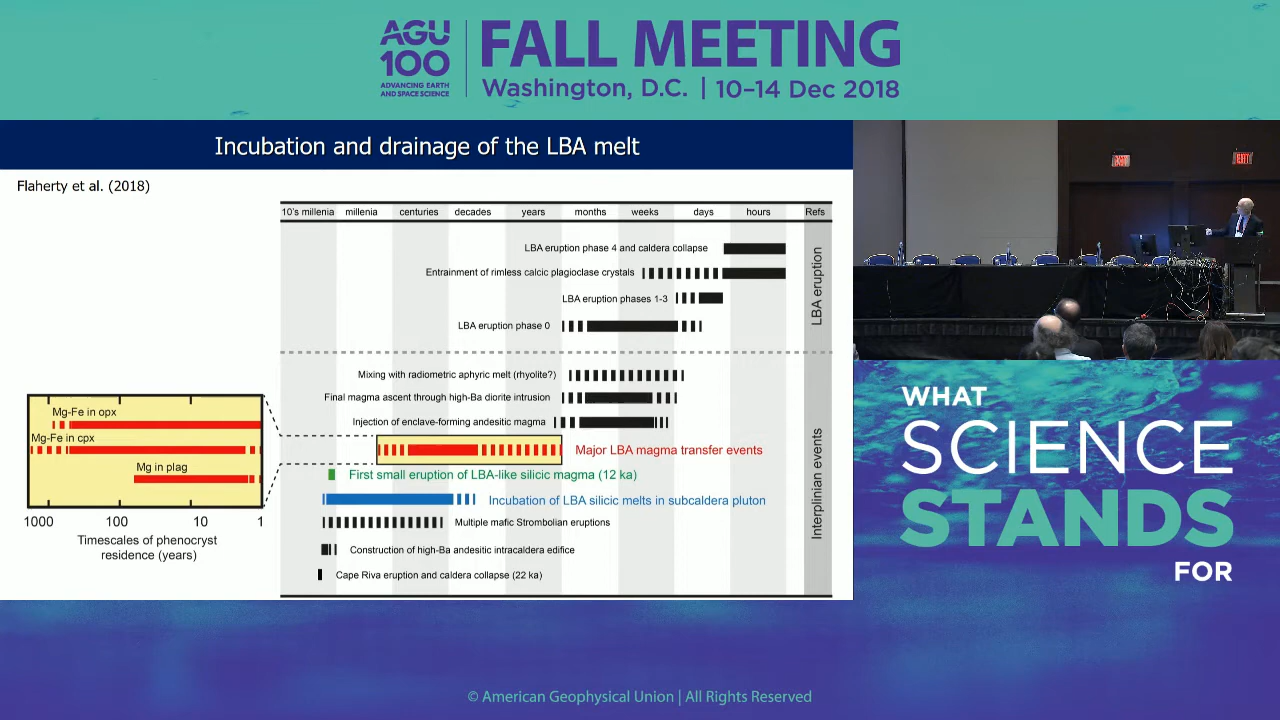 AGU
100
ADVANCING EARTH
AND SPACE SCIENCE
FALL MEETING
Washington, D.C. | 10–14 Dec 2018
Incubation and drainage of the LBA melt
Flaherty et al. (2018)
10's millenia millenia centuries decades years months weeks days hours Refs
LBA eruption phase 4 and caldera collapse
Entrainment of rimless calcic plagioclase crystals
LBA eruption phases 1-3
LBA eruption phase 0
LBA eruption
Mixing with radiometric aphyric melt (rhyolite?)
Final magma ascent through high-Ba diorite intrusion
Injection of enclave-forming andesitic magma
Major LBA magma transfer events
First small eruption of LBA-like silicic magma (12 ka)
Incubation of LBA silicic melts in subcaldera pluton
Multiple mafic Strombolian eruptions
Construction of high-Ba andesitic intracaldera edifice
Cape Riva eruption and caldera collapse (22 ka)
Interplinian events
Mg-Fe in opx
Mg-Fe in cpx
Mg in plag
1000 100 10 1
Timescales of phenocryst
residence (years)
EXIT
EXIT
WHAT
SCIENCE
STANDS
FOR
© American Geophysical Union | All Rights Reserved